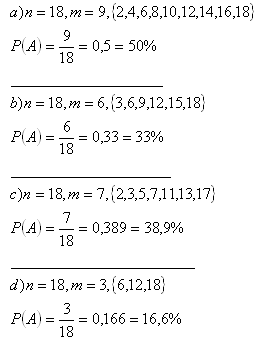 a)n = 18, m = 9, {2,4,6,8,10,12,14,16,18}
P(A) = 9/18 = 0,5 = 50%
b)n = 18, m = 6, {3,6,9,12,15,18}
P(A) = 6/18 = 0,33 = 33%
c)n = 18, m = 7, {2,3,5,7,11,13,17}
P(A) = 7/18 = 0,389 = 38,9%
d)n = 18, m = 3, {6,12,18}
P(A) = 3/18 = 0,166 = 16,6%